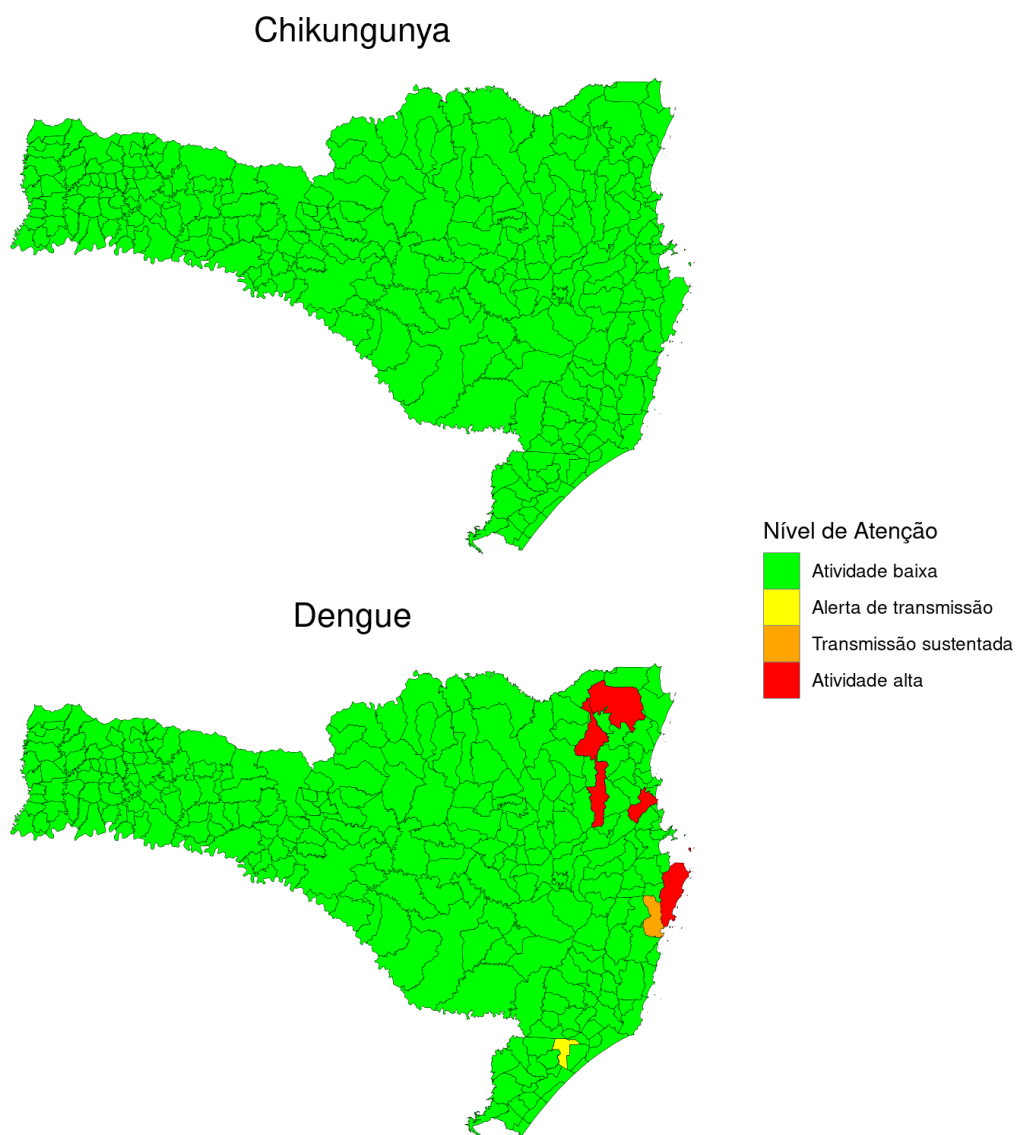 Chikungunya
Nível de Atenção
Atividade baixa
Alerta de transmissão
Transmissão sustentada
Atividade alta
Dengue